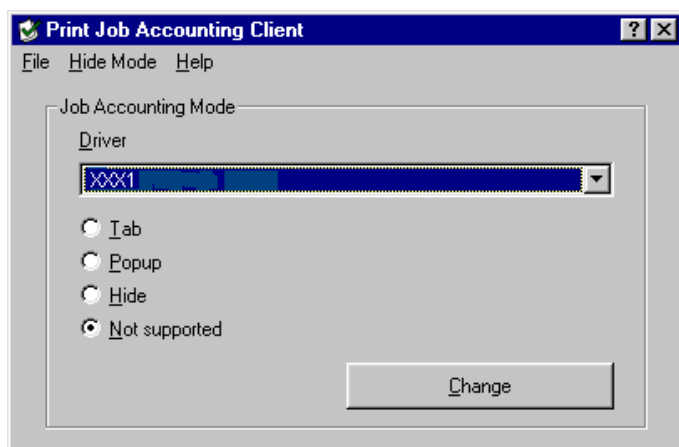 Print Job Accounting Client ?
File Hide Mode Help
Job Accounting Mode
Driver
XXX1
Tab
Popup
Hide
Not supported
Change